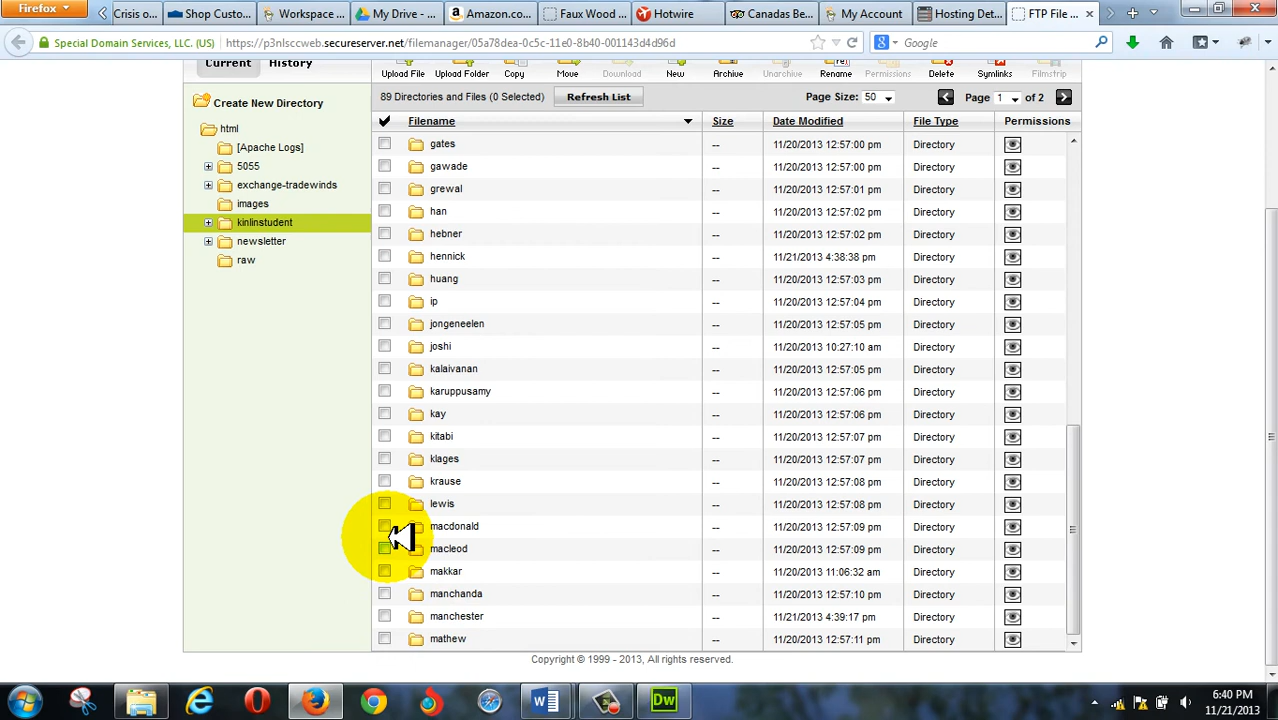 Firefox
Crisis o...
Shop Custo...
Workspace ...
My Drive - ...
Amazon.co...
Faux Wood ...
Hotwire
Canadas Be...
My Account
Hosting Det...
FTP File ...
Special Domain Services, LLC. (US)
https://p3nlsccweb.secureserver.net/filemanager/05a78dea-0c5c-11e0-8b40-001143d4d96d
Google
Current History
Upload File Upload Folder Copy Move Download New Archive Unarchive Rename Permissions Delete Symlinks Filmstrip
89 Directories and Files (0 Selected) Refresh List Page Size: 50 Page 1 of 2
Create New Directory
html
[Apache Logs]
5055
exchange-tradewinds
images
kinlinstudent
newsletter
raw
Filename Size Date Modified File Type Permissions
gates -- 11/20/2013 12:57:00 pm Directory
gawade -- 11/20/2013 12:57:00 pm Directory
grewal -- 11/20/2013 12:57:01 pm Directory
han -- 11/20/2013 12:57:02 pm Directory
hebner -- 11/20/2013 12:57:02 pm Directory
hennick -- 11/21/2013 4:38:38 pm Directory
huang -- 11/20/2013 12:57:03 pm Directory
ip -- 11/20/2013 12:57:04 pm Directory
jongeneelen -- 11/20/2013 12:57:05 pm Directory
joshi -- 11/20/2013 10:27:10 am Directory
kalaivanan -- 11/20/2013 12:57:05 pm Directory
karuppusamy -- 11/20/2013 12:57:06 pm Directory
kay -- 11/20/2013 12:57:06 pm Directory
kitabi -- 11/20/2013 12:57:07 pm Directory
klages -- 11/20/2013 12:57:07 pm Directory
krause -- 11/20/2013 12:57:08 pm Directory
lewis -- 11/20/2013 12:57:08 pm Directory
macdonald -- 11/20/2013 12:57:09 pm Directory
macleod -- 11/20/2013 12:57:09 pm Directory
makkar -- 11/20/2013 11:06:32 am Directory
manchanda -- 11/20/2013 12:57:10 pm Directory
manchester -- 11/21/2013 4:39:17 pm Directory
mathew -- 11/20/2013 12:57:11 pm Directory
Copyright © 1999 - 2013, All rights reserved.
Dw
6:40 PM
11/21/2013